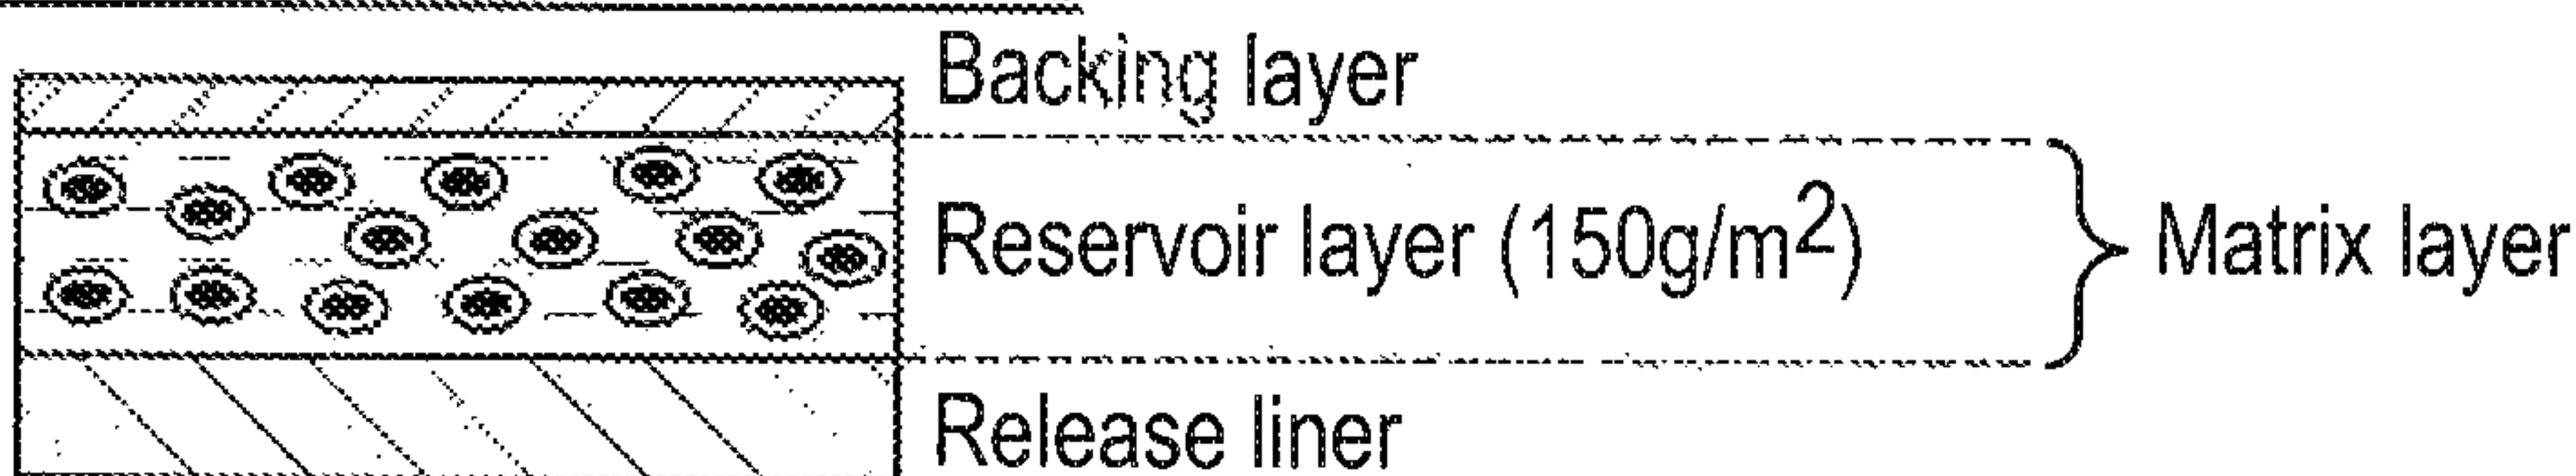 Backing layer
Reservoir layer (150g/m²)
Matrix layer
Release liner